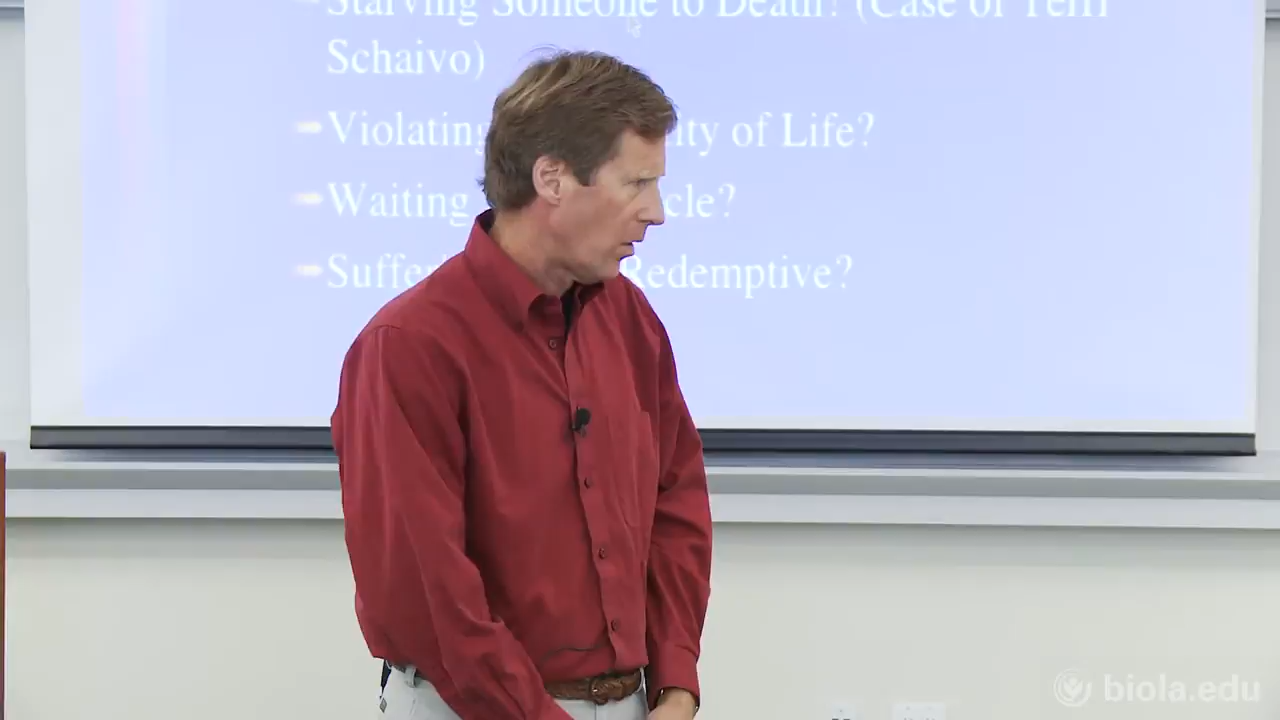 Starving Someone to Death? (Case of Terri
Schaivo)
Violating ity of Life?
Waiting cle?
Suffer Redemptive?
biola.edu